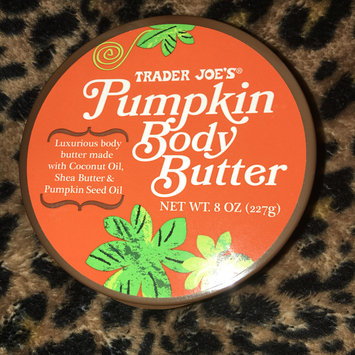 TRADER JOE'S®
Pumpkin
Body
Butter
Luxurious body
butter made
with Coconut Oil,
Shea Butter &
Pumpkin Seed Oil
NET WT. 8 OZ (227g)